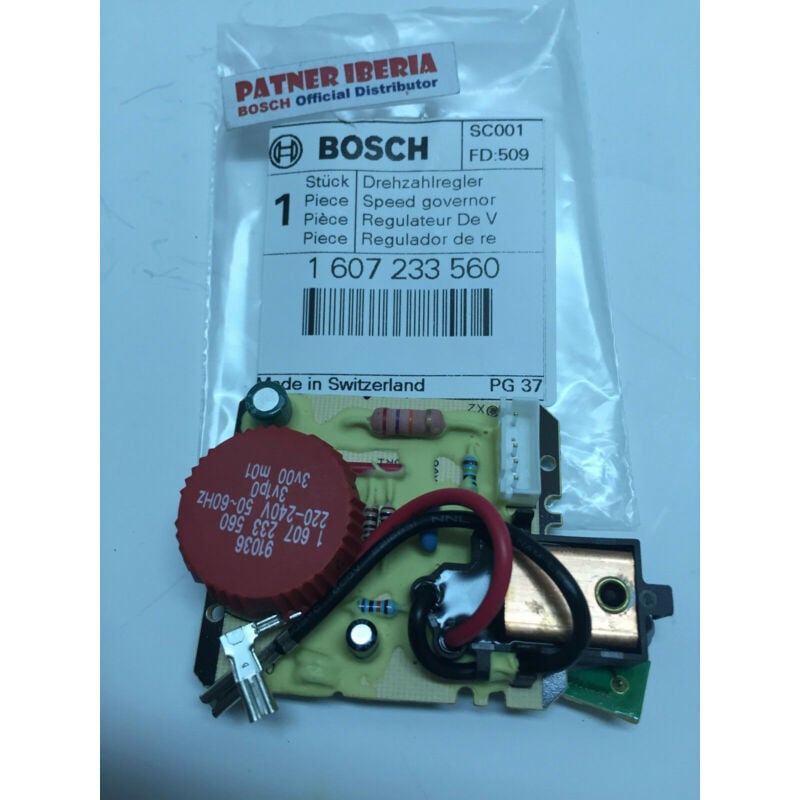 PATNER IBERIA
BOSCH Official Distributor
BOSCH
SC001
FD:509
1
Stück Drehzahlregler
Piece Speed governor
Pièce Regulateur De V
Piece Regulador de re
1 607 233 560
Made in Switzerland PG 37
ZX
91036
1 607 233 560
220-240V 50-60Hz
3v1p0
3v00 m01